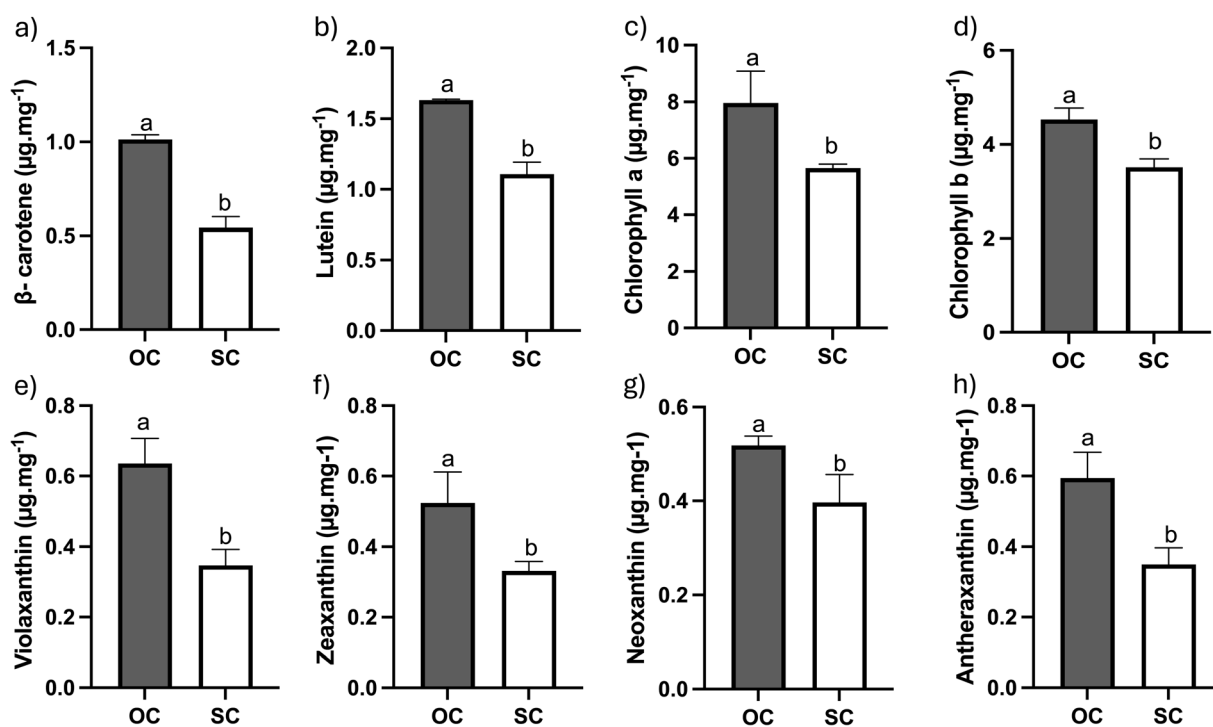 a)
1.5
1.0
0.5
0.0
β- carotene (µg.mg⁻¹)
a
b
OC
SC
b)
2.0
1.5
1.0
0.5
0.0
Lutein (µg.mg⁻¹)
a
b
OC
SC
c)
10
8
6
4
2
0
Chlorophyll a (µg.mg⁻¹)
a
b
OC
SC
d)
6
4
2
0
Chlorophyll b (µg.mg⁻¹)
a
b
OC
SC
e)
0.8
0.6
0.4
0.2
0.0
Violaxanthin (µg.mg⁻¹)
a
b
OC
SC
f)
0.8
0.6
0.4
0.2
0.0
Zeaxanthin (µg.mg-1)
a
b
OC
SC
g)
0.6
0.4
0.2
0.0
Neoxanthin (µg.mg-1)
a
b
OC
SC
h)
0.8
0.6
0.4
0.2
0.0
Antheraxanthin (µg.mg-1)
a
b
OC
SC